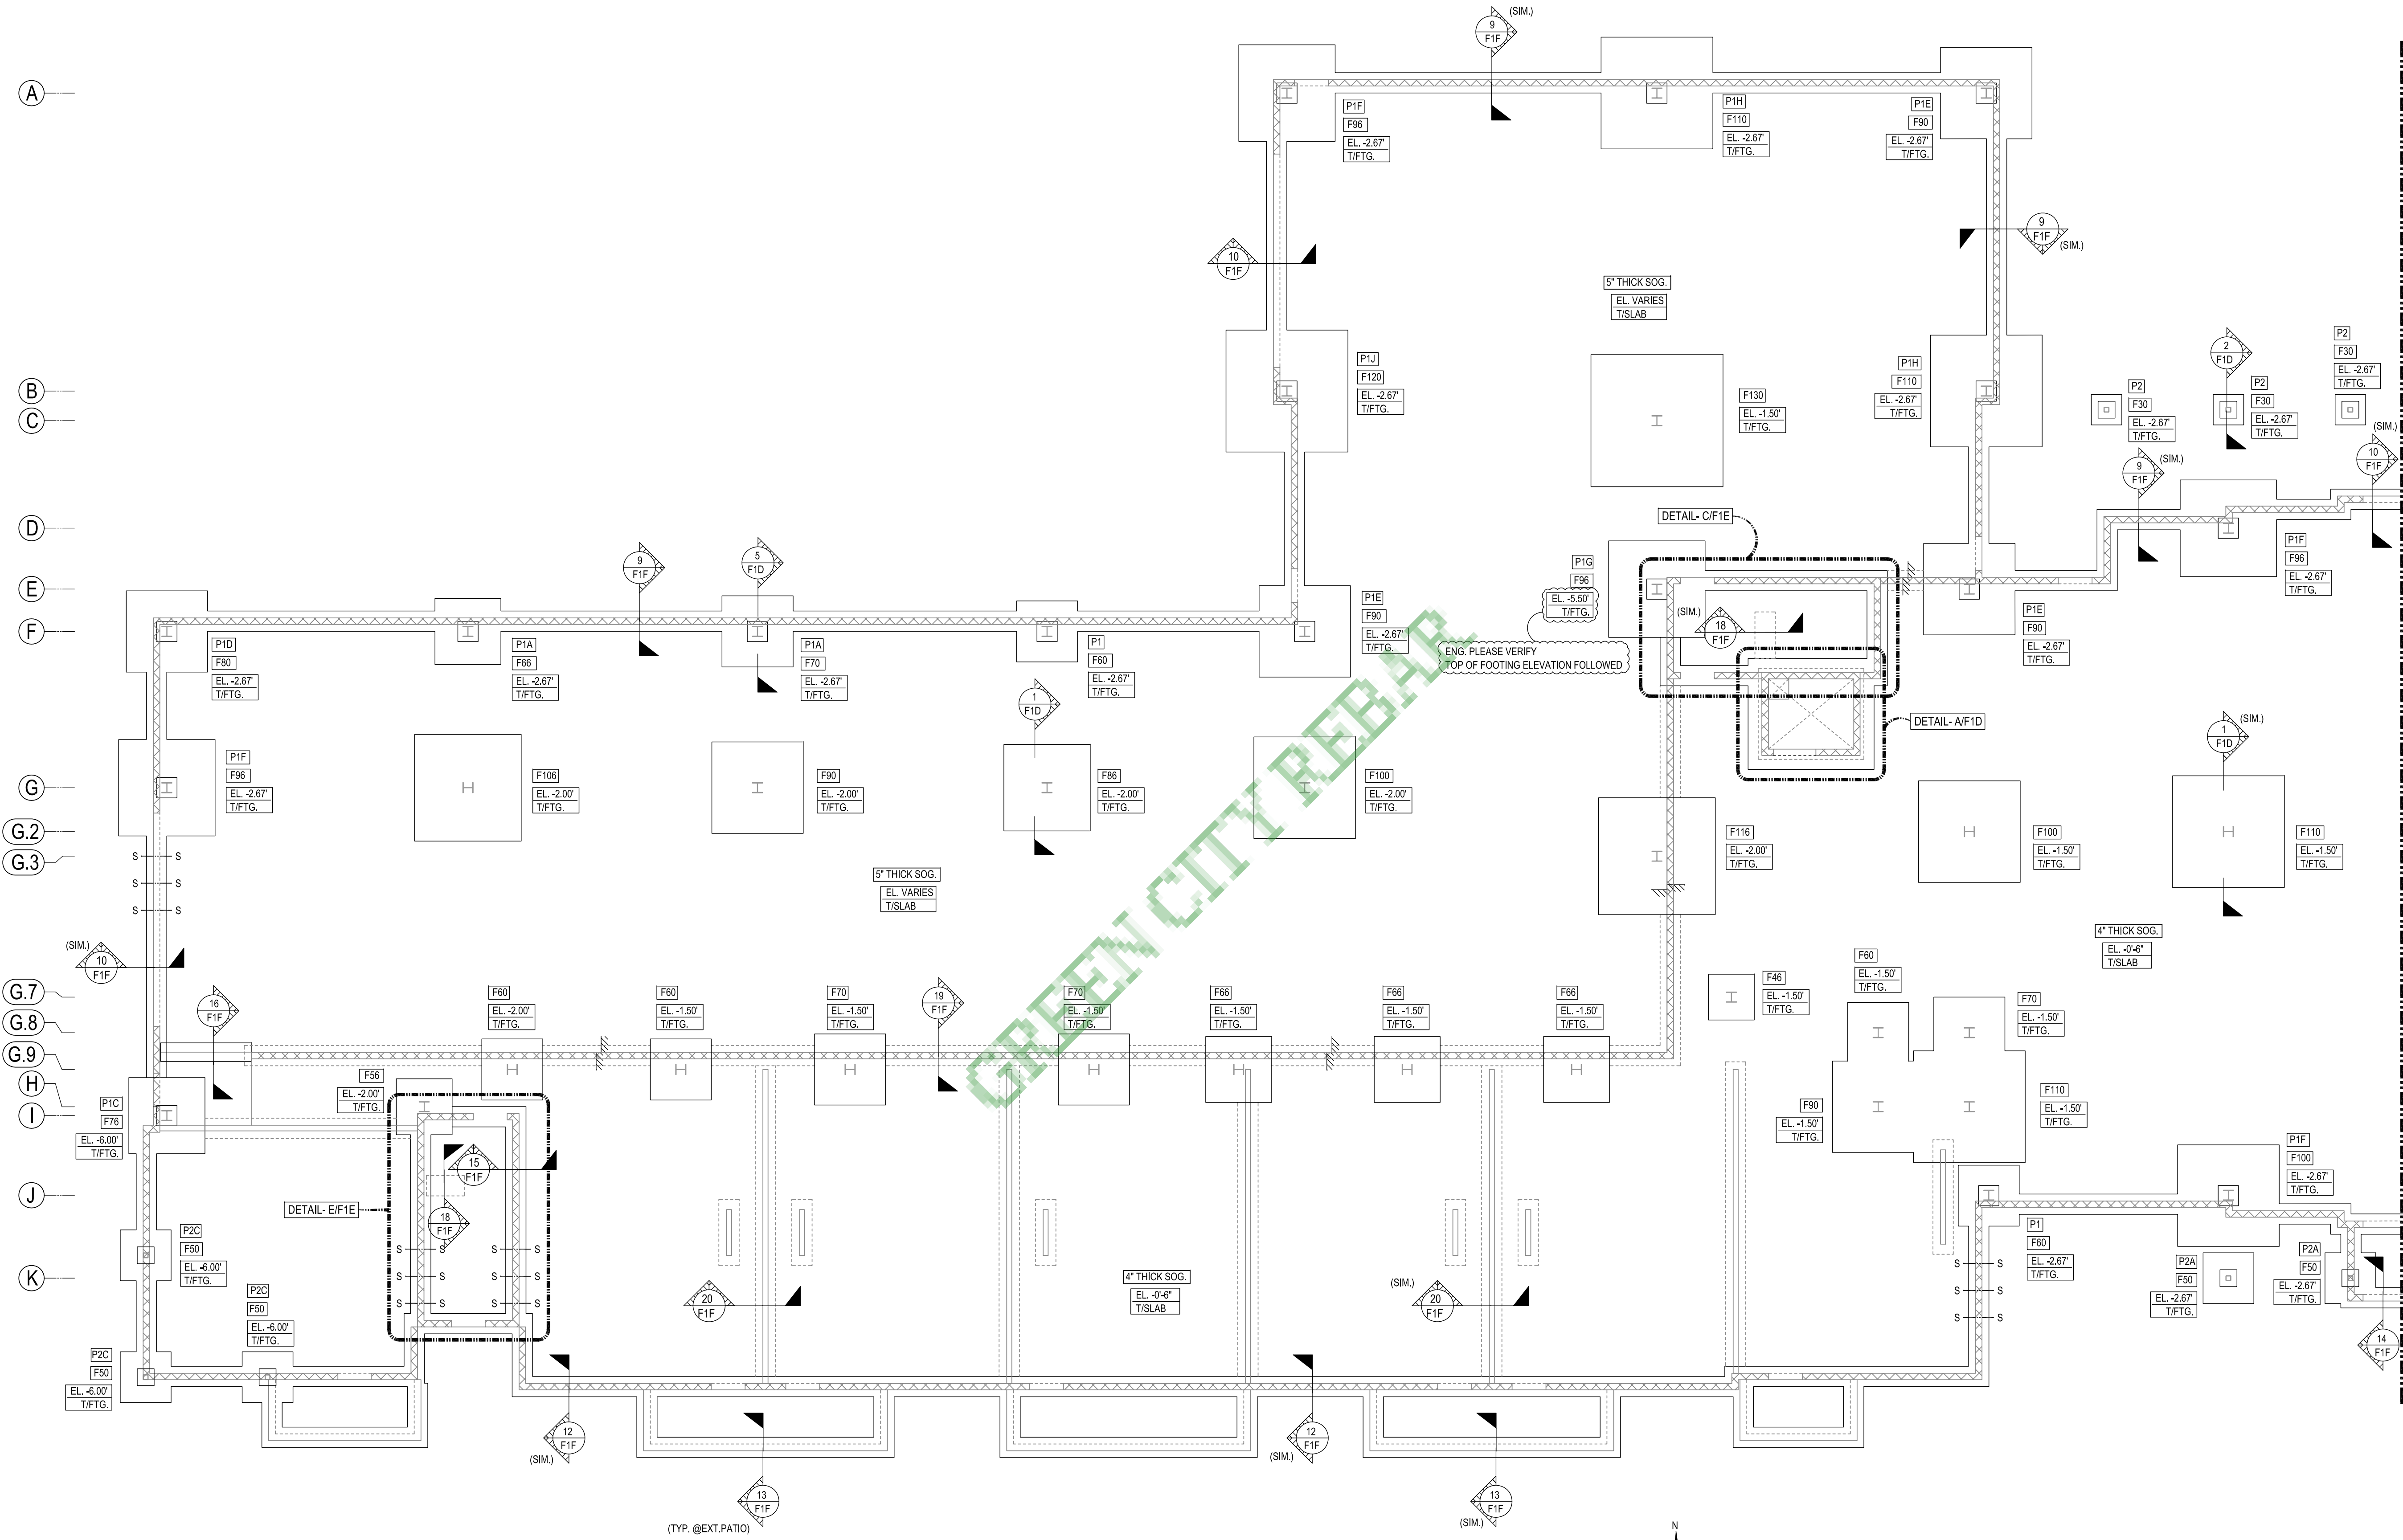 9
F1F
(SIM.)
A
P1F
F96
EL. -2.67'
T/FTG.
P1H
F110
EL. -2.67'
T/FTG.
P1E
F90
EL. -2.67'
T/FTG.
10
F1F
9
F1F
(SIM.)
5" THICK SOG.
EL. VARIES
T/SLAB
B
C
P1J
F120
EL. -2.67'
T/FTG.
F130
EL. -1.50'
T/FTG.
P1H
F110
EL. -2.67'
T/FTG.
P2
F30
EL. -2.67'
T/FTG.
2
F1D
P2
F30
EL. -2.67'
T/FTG.
P2
F30
EL. -2.67'
T/FTG.
9
F1F
(SIM.)
(SIM.)
10
F1F
D
E
F
9
F1F
5
F1D
DETAIL- C/F1E
P1G
F96
EL. -5.50'
T/FTG.
ENG. PLEASE VERIFY
TOP OF FOOTING ELEVATION FOLLOWED
(SIM.)
18
F1F
P1F
F96
EL. -2.67'
T/FTG.
P1D
F80
EL. -2.67'
T/FTG.
P1A
F66
EL. -2.67'
T/FTG.
P1A
F70
EL. -2.67'
T/FTG.
P1
F60
EL. -2.67'
T/FTG.
P1E
F90
EL. -2.67'
T/FTG.
P1E
F90
EL. -2.67'
T/FTG.
1
F1D
DETAIL- A/F1D
1
F1D
(SIM.)
G
G.2
G.3
P1F
F96
EL. -2.67'
T/FTG.
F106
EL. -2.00'
T/FTG.
F90
EL. -2.00'
T/FTG.
F86
EL. -2.00'
T/FTG.
F100
EL. -2.00'
T/FTG.
F116
EL. -2.00'
T/FTG.
F100
EL. -1.50'
T/FTG.
F110
EL. -1.50'
T/FTG.
S S
S S
S S
5" THICK SOG.
EL. VARIES
T/SLAB
GREEN CITY REBAR
(SIM.)
10
F1F
4" THICK SOG.
EL. -0'-6"
T/SLAB
G.7
G.8
G.9
H
I
16
F1F
F60
EL. -2.00'
T/FTG.
F60
EL. -1.50'
T/FTG.
F70
EL. -1.50'
T/FTG.
19
F1F
F70
EL. -1.50'
T/FTG.
F66
EL. -1.50'
T/FTG.
F66
EL. -1.50'
T/FTG.
F66
EL. -1.50'
T/FTG.
F46
EL. -1.50'
T/FTG.
F60
EL. -1.50'
T/FTG.
F70
EL. -1.50'
T/FTG.
P1C
F76
EL. -6.00'
T/FTG.
F56
EL. -2.00'
T/FTG.
F90
EL. -1.50'
T/FTG.
F110
EL. -1.50'
T/FTG.
P1F
F100
EL. -2.67'
T/FTG.
15
F1F
J
K
DETAIL- E/F1E
18
F1F
S S S S
S S S S
S S S S
P2C
F50
EL. -6.00'
T/FTG.
P2C
F50
EL. -6.00'
T/FTG.
P2C
F50
EL. -6.00'
T/FTG.
20
F1F
4" THICK SOG.
EL. -0'-6"
T/SLAB
(SIM.)
20
F1F
P1
F60
EL. -2.67'
T/FTG.
S S
S S
S S
P2A
F50
EL. -2.67'
T/FTG.
P2A
F50
EL. -2.67'
T/FTG.
14
F1F
12
F1F
(SIM.)
12
F1F
(SIM.)
13
F1F
(TYP. @EXT.PATIO)
13
F1F
(SIM.)
N